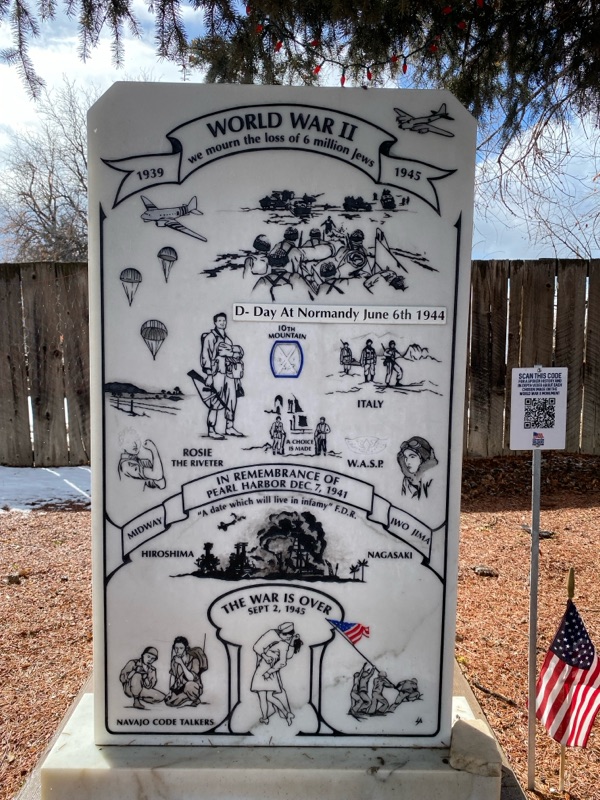 WORLD WAR II
we mourn the loss of 6 million Jews
1939
1945
D- Day At Normandy June 6th 1944
10TH
MOUNTAIN
ITALY
A CHOICE
IS MADE
ROSIE
THE RIVETER
W.A.S.P.
IN REMEMBRANCE OF
PEARL HARBOR DEC. 7, 1941
"A date which will live in infamy" F.D.R.
MIDWAY
IWO JIMA
HIROSHIMA
NAGASAKI
THE WAR IS OVER
SEPT 2, 1945
NAVAJO CODE TALKERS
SCAN THIS CODE